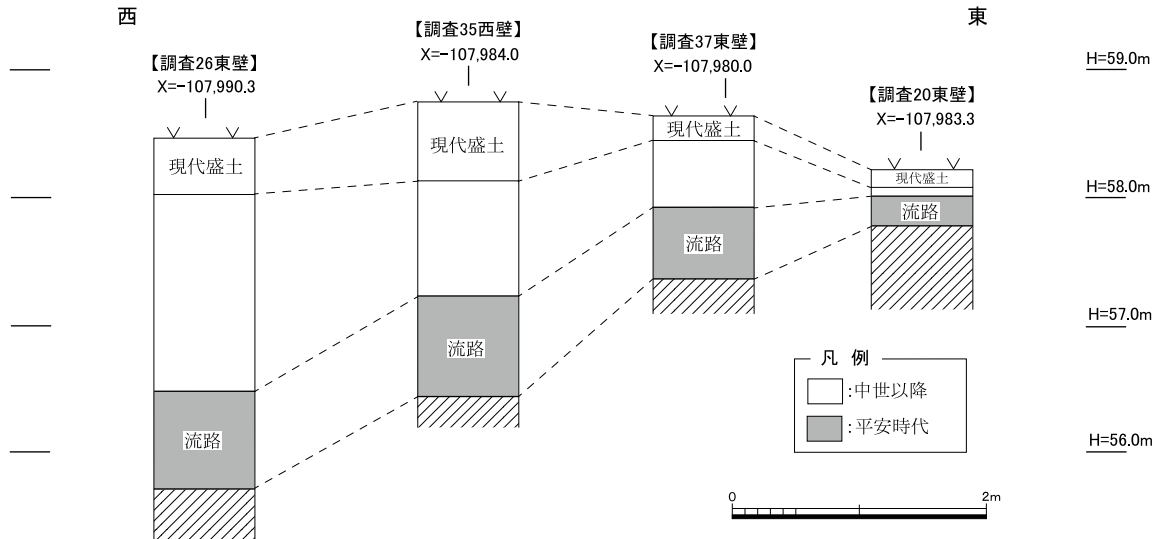 西
東
【調査26東壁】
X=-107,990.3
【調査35西壁】
X=-107,984.0
【調査37東壁】
X=-107,980.0
【調査20東壁】
X=-107,983.3
H=59.0m
H=58.0m
H=57.0m
H=56.0m
現代盛土
現代盛土
現代盛土
現代盛土
流路
流路
流路
流路
凡 例
:中世以降
:平安時代
0
2m